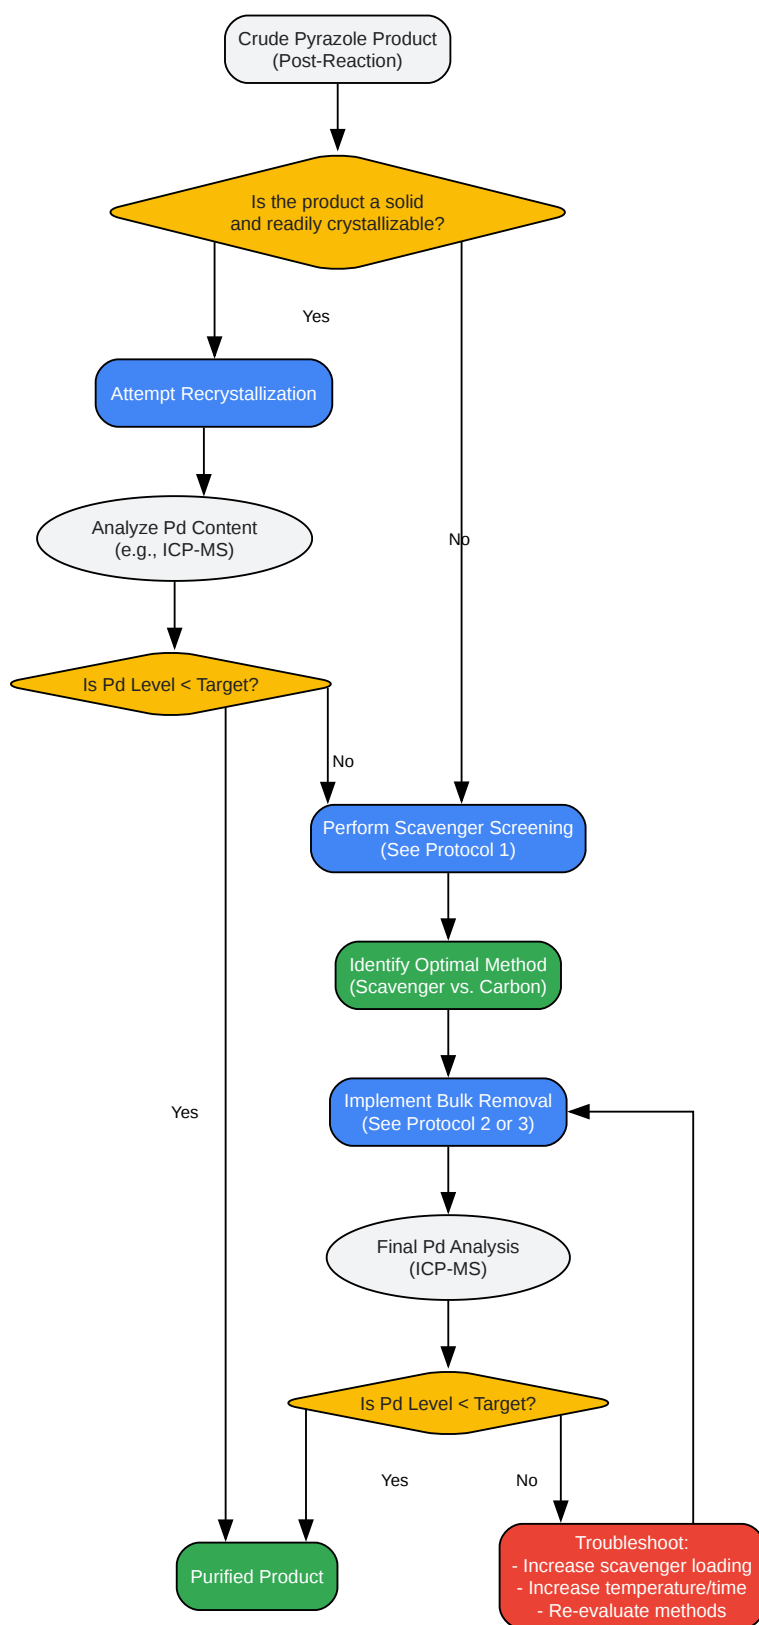 Crude Pyrazole Product
(Post-Reaction)
Is the product a solid
and readily crystallizable?
Yes
Attempt Recrystallization
Analyze Pd Content
(e.g., ICP-MS)
No
Is Pd Level < Target?
No
Perform Scavenger Screening
(See Protocol 1)
Identify Optimal Method
(Scavenger vs. Carbon)
Implement Bulk Removal
(See Protocol 2 or 3)
Yes
Final Pd Analysis
(ICP-MS)
Is Pd Level < Target?
Yes
No
Purified Product
Troubleshoot:
- Increase scavenger loading
- Increase temperature/time
- Re-evaluate methods